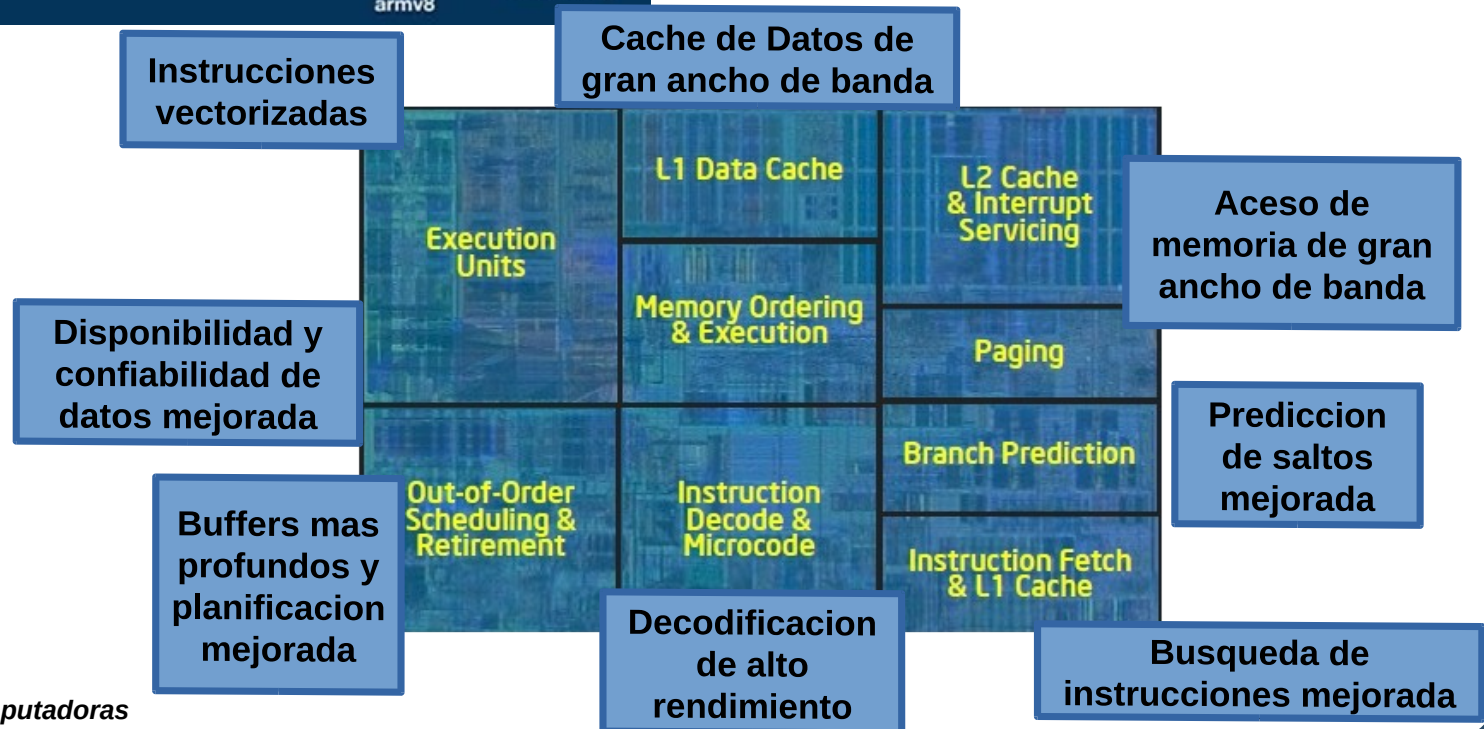 armv8
Cache de Datos de
gran ancho de banda
Instrucciones
vectorizadas
L1 Data Cache
L2 Cache
& Interrupt
Servicing
Aceso de
memoria de gran
ancho de banda
Execution
Units
Memory Ordering
& Execution
Paging
Disponibilidad y
confiabilidad de
datos mejorada
Branch Prediction
Prediccion
de saltos
mejorada
Out-of-Order
Scheduling &
Retirement
Instruction
Decode &
Microcode
Instruction Fetch
& L1 Cache
Buffers mas
profundos y
planificacion
mejorada
Decodificacion
de alto
rendimiento
Busqueda de
instrucciones mejorada
putadoras